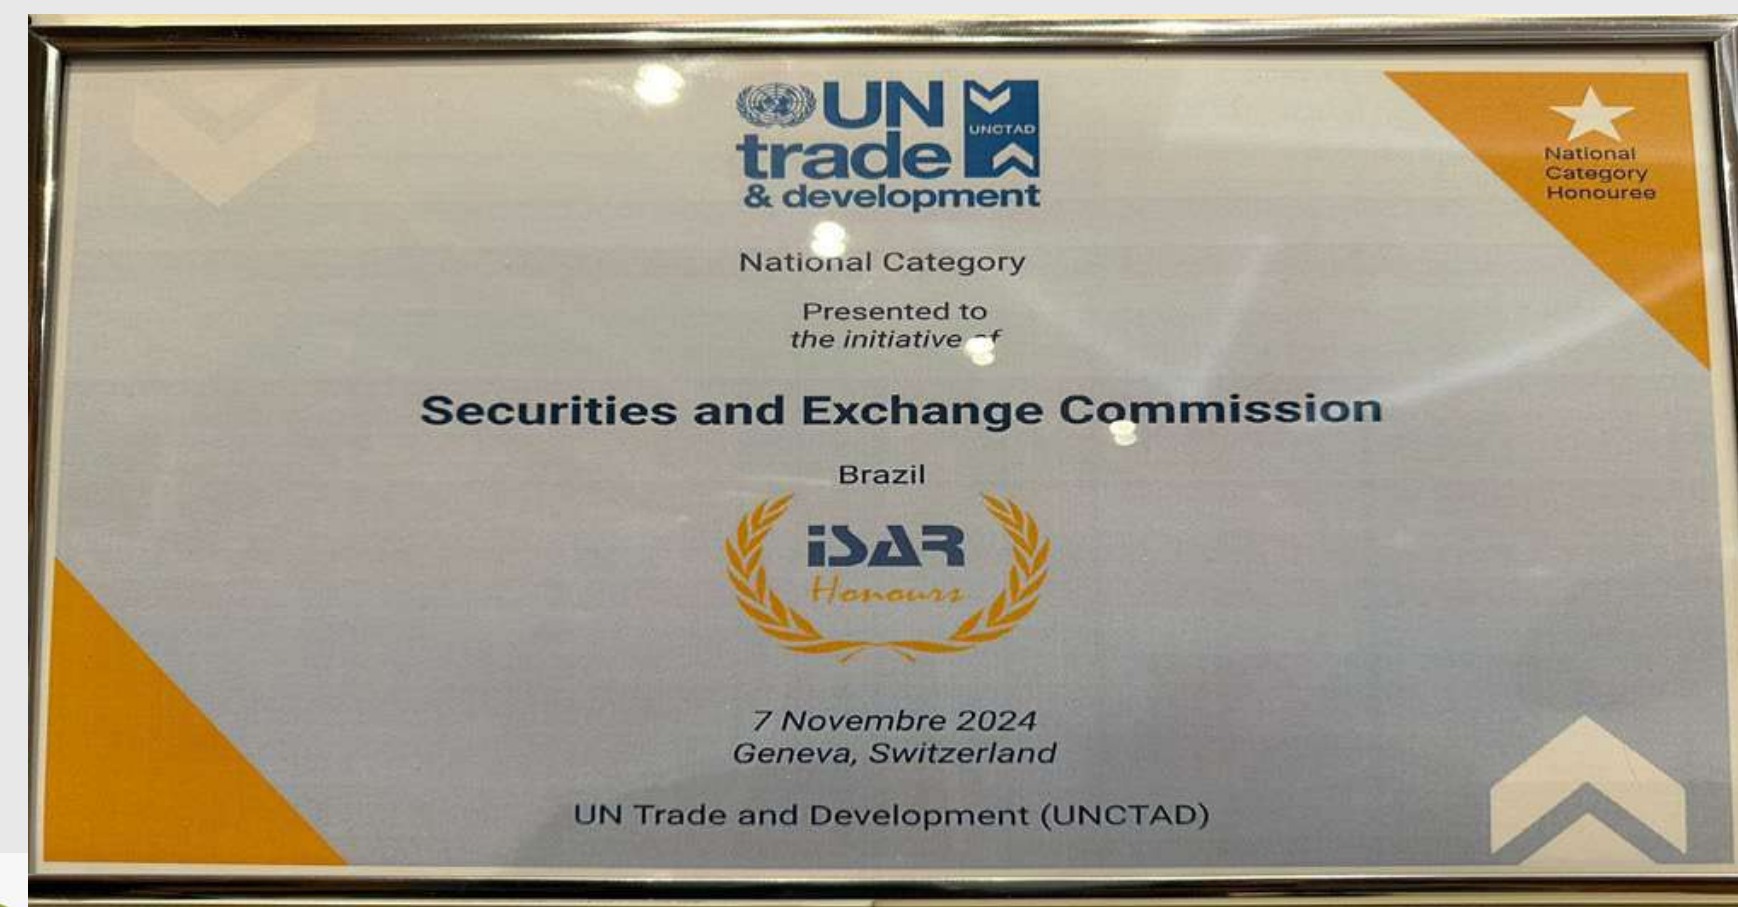 UN
UNCTAD
trade
& development
National
Category
Honouree
National Category
Presented to
the initiative of
Securities and Exchange Commission
Brazil
iSAR
Honours
7 Novembre 2024
Geneva, Switzerland
UN Trade and Development (UNCTAD)